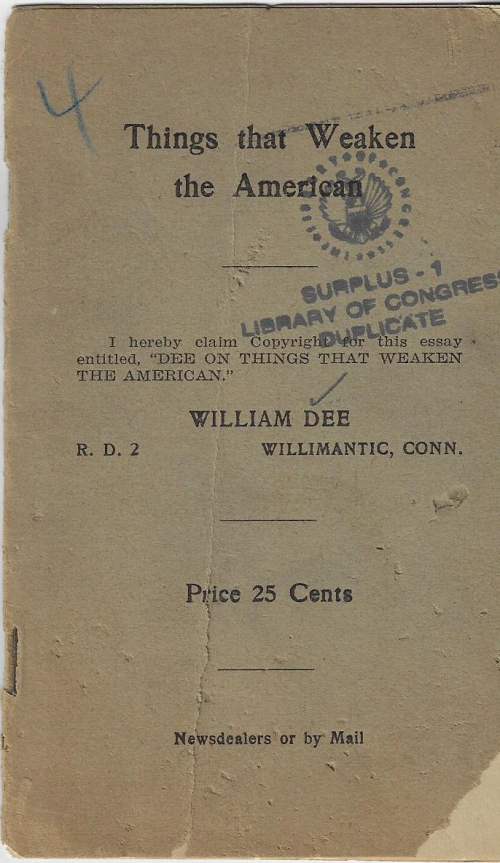 4
Things that Weaken
the American
SURPLUS - 1
LIBRARY OF CONGRESS
DUPLICATE
I hereby claim Copyright for this essay
entitled, “DEE ON THINGS THAT WEAKEN
THE AMERICAN.”
WILLIAM DEE
R. D. 2 WILLIMANTIC, CONN.
Price 25 Cents
Newsdealers or by Mail